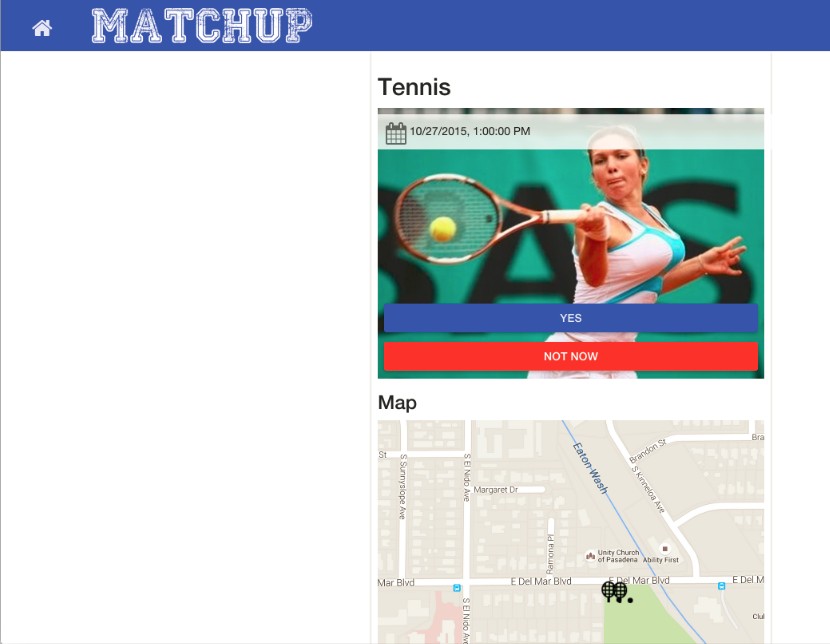 MATCHUP
Tennis
10/27/2015, 1:00:00 PM
BAS
YES
NOT NOW
Map
St
S Sunnyslope Ave
S El Nido Ave
Margaret Dr
Eaton Wash
Brandon St
Bra
S Kinneloa Ave
Ramona Pl
Unity Church
of Pasadena
Ability First
Mar Blvd
E Del Mar Blvd
E Del Mar Blvd
E Del M
S El Nido Ave
Clu